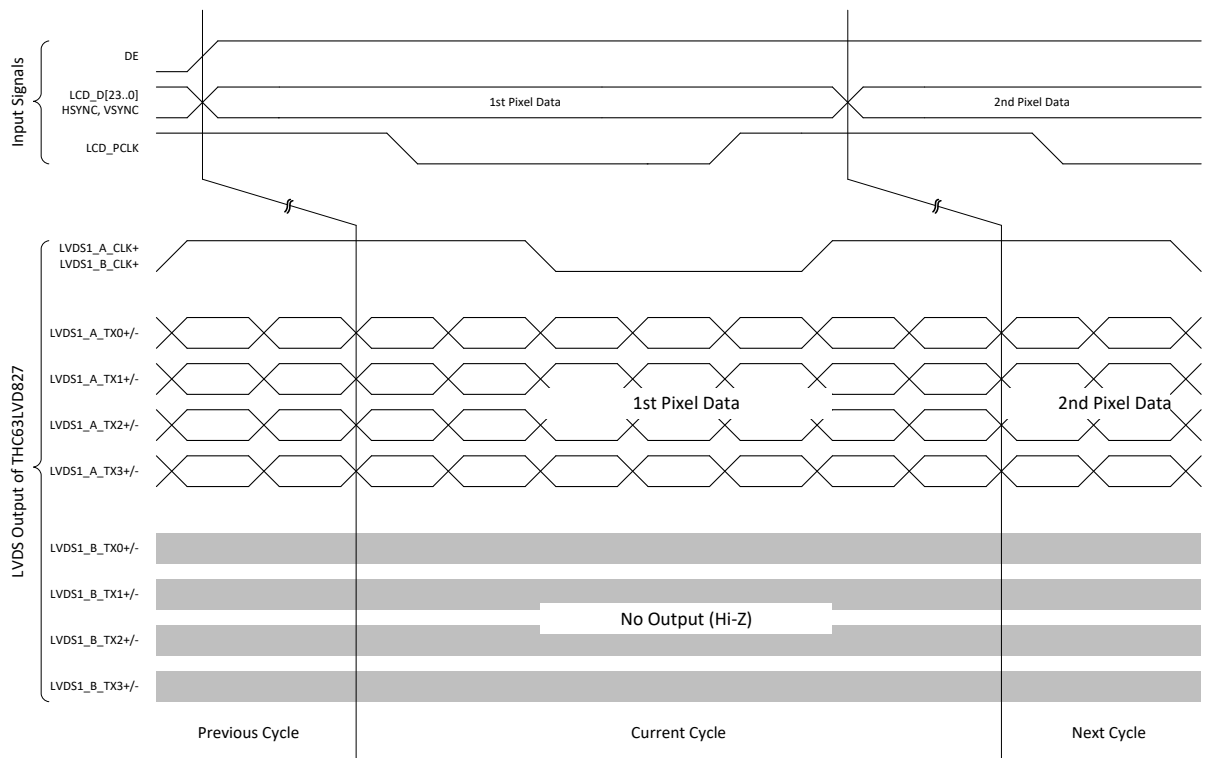 Input Signals
DE
LCD_D[23..0]
HSYNC, VSYNC
1st Pixel Data
2nd Pixel Data
LCD_PCLK
LVDS Output of THC63LVD827
LVDS1_A_CLK+
LVDS1_B_CLK+
LVDS1_A_TX0+/-
LVDS1_A_TX1+/-
1st Pixel Data
2nd Pixel Data
LVDS1_A_TX2+/-
LVDS1_A_TX3+/-
LVDS1_B_TX0+/-
LVDS1_B_TX1+/-
No Output (Hi-Z)
LVDS1_B_TX2+/-
LVDS1_B_TX3+/-
Previous Cycle
Current Cycle
Next Cycle